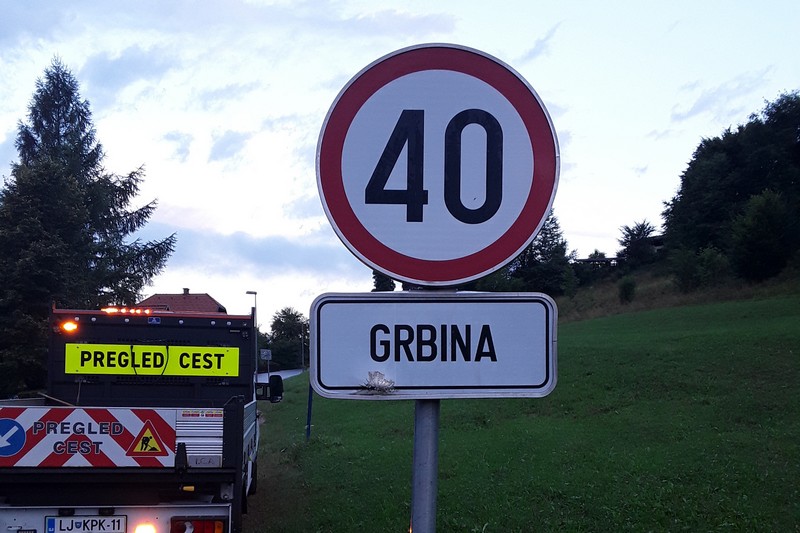 40
GRBINA
PREGLED CEST
PREGLED
CEST
LJ KPK-11